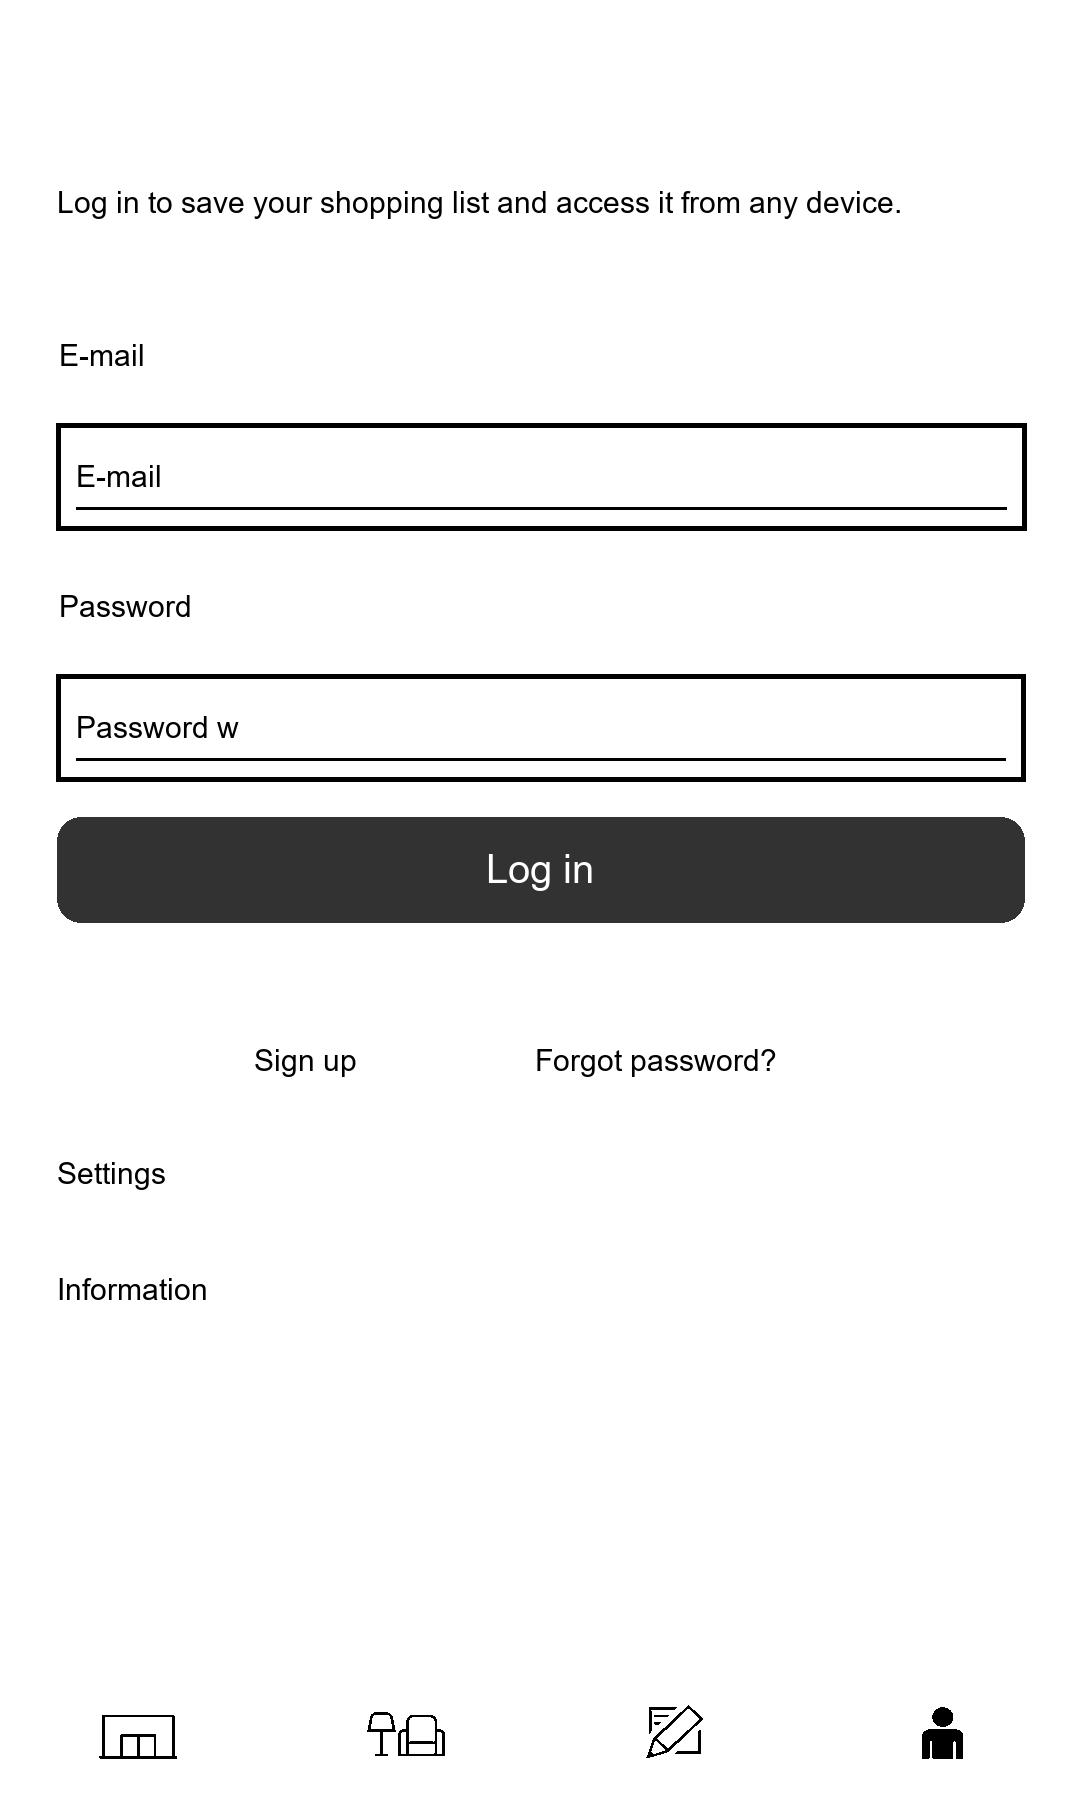 Log in to save your shopping list and access it from any device.
E-mail
E-mail
Password
Password w
Log in
Sign up Forgot password?
Settings
Information